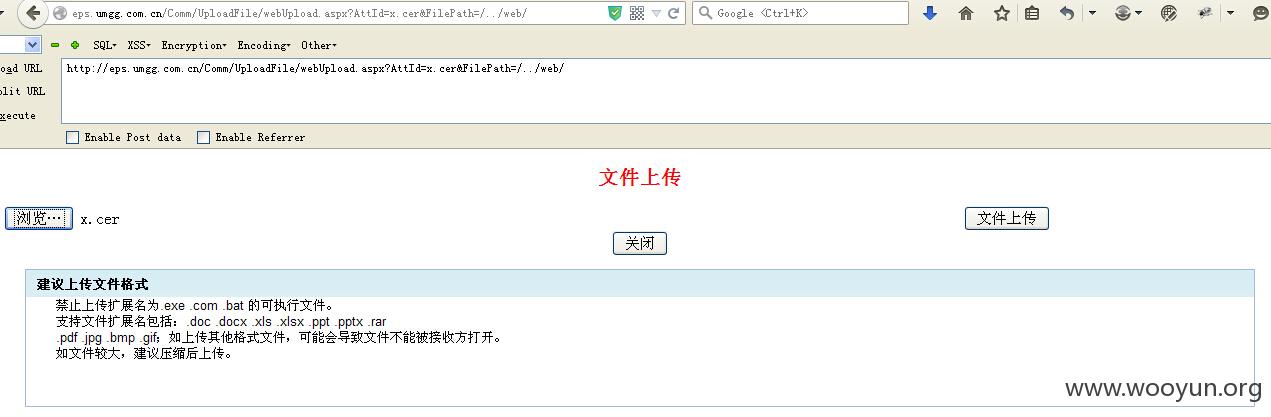 eps.umgg.com.cn/Comm/UploadFile/webUpload.aspx?AttId=x.cer&FilePath=/../web/
Google <Ctrl+K>
SQL XSS Encryption Encoding Other
oad URL
http://eps.umgg.com.cn/Comm/UploadFile/webUpload.aspx?AttId=x.cer&FilePath=/../web/
plit URL
xecute
Enable Post data Enable Referrer
文件上传
浏览… x.cer 文件上传
关闭
建议上传文件格式
禁止上传扩展名为.exe .com .bat 的可执行文件。
支持文件扩展名包括：.doc .docx .xls .xlsx .ppt .pptx .rar
.pdf .jpg .bmp .gif；如上传其他格式文件，可能会导致文件不能被接收方打开。
如文件较大，建议压缩后上传。
www.wooyun.org